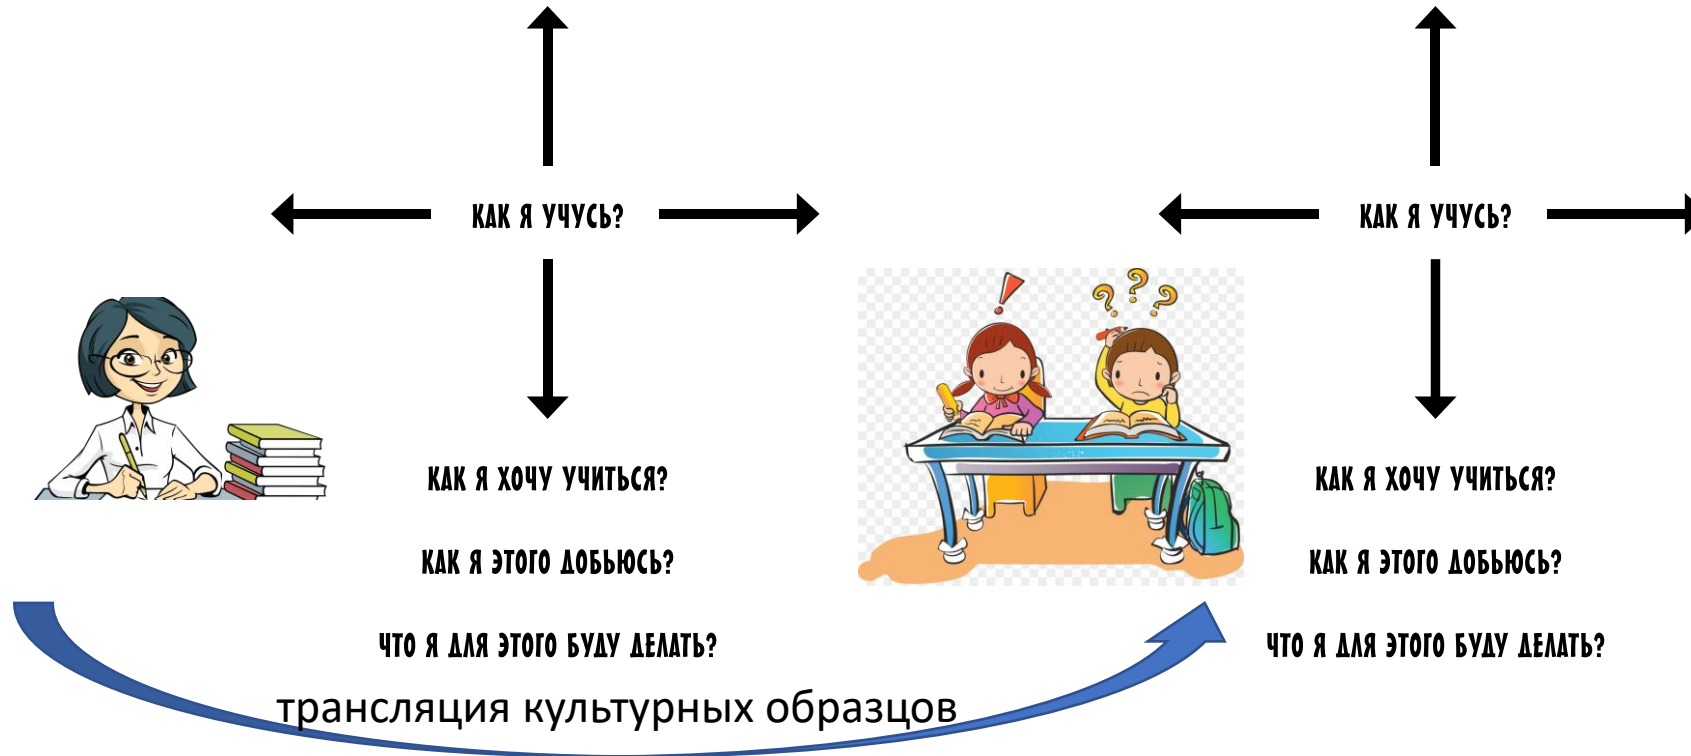 КАК Я УЧУСЬ?
КАК Я ХОЧУ УЧИТЬСЯ?
КАК Я ЭТОГО ДОБЬЮСЬ?
ЧТО Я ДЛЯ ЭТОГО БУДУ ДЕЛАТЬ?
КАК Я УЧУСЬ?
КАК Я ХОЧУ УЧИТЬСЯ?
КАК Я ЭТОГО ДОБЬЮСЬ?
ЧТО Я ДЛЯ ЭТОГО БУДУ ДЕЛАТЬ?
трансляция культурных образцов